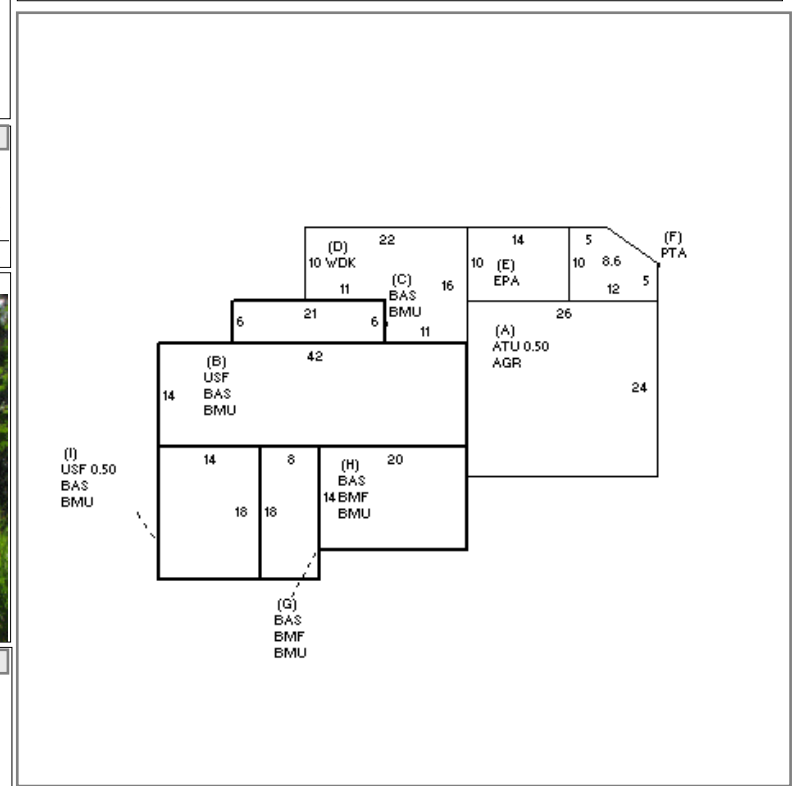 22
14
5
(F)
PTA
(D)
10 WDK
10
(E)
EPA
10
8.6
5
12
11
(C)
BAS
BMU
16
6
21
6
11
26
(A)
ATU 0.50
AGR
24
42
(B)
USF
BAS
BMU
14
(I)
USF 0.50
BAS
BMU
14
8
20
(H)
BAS
14 BMF
BMU
18
18
(G)
BAS
BMF
BMU